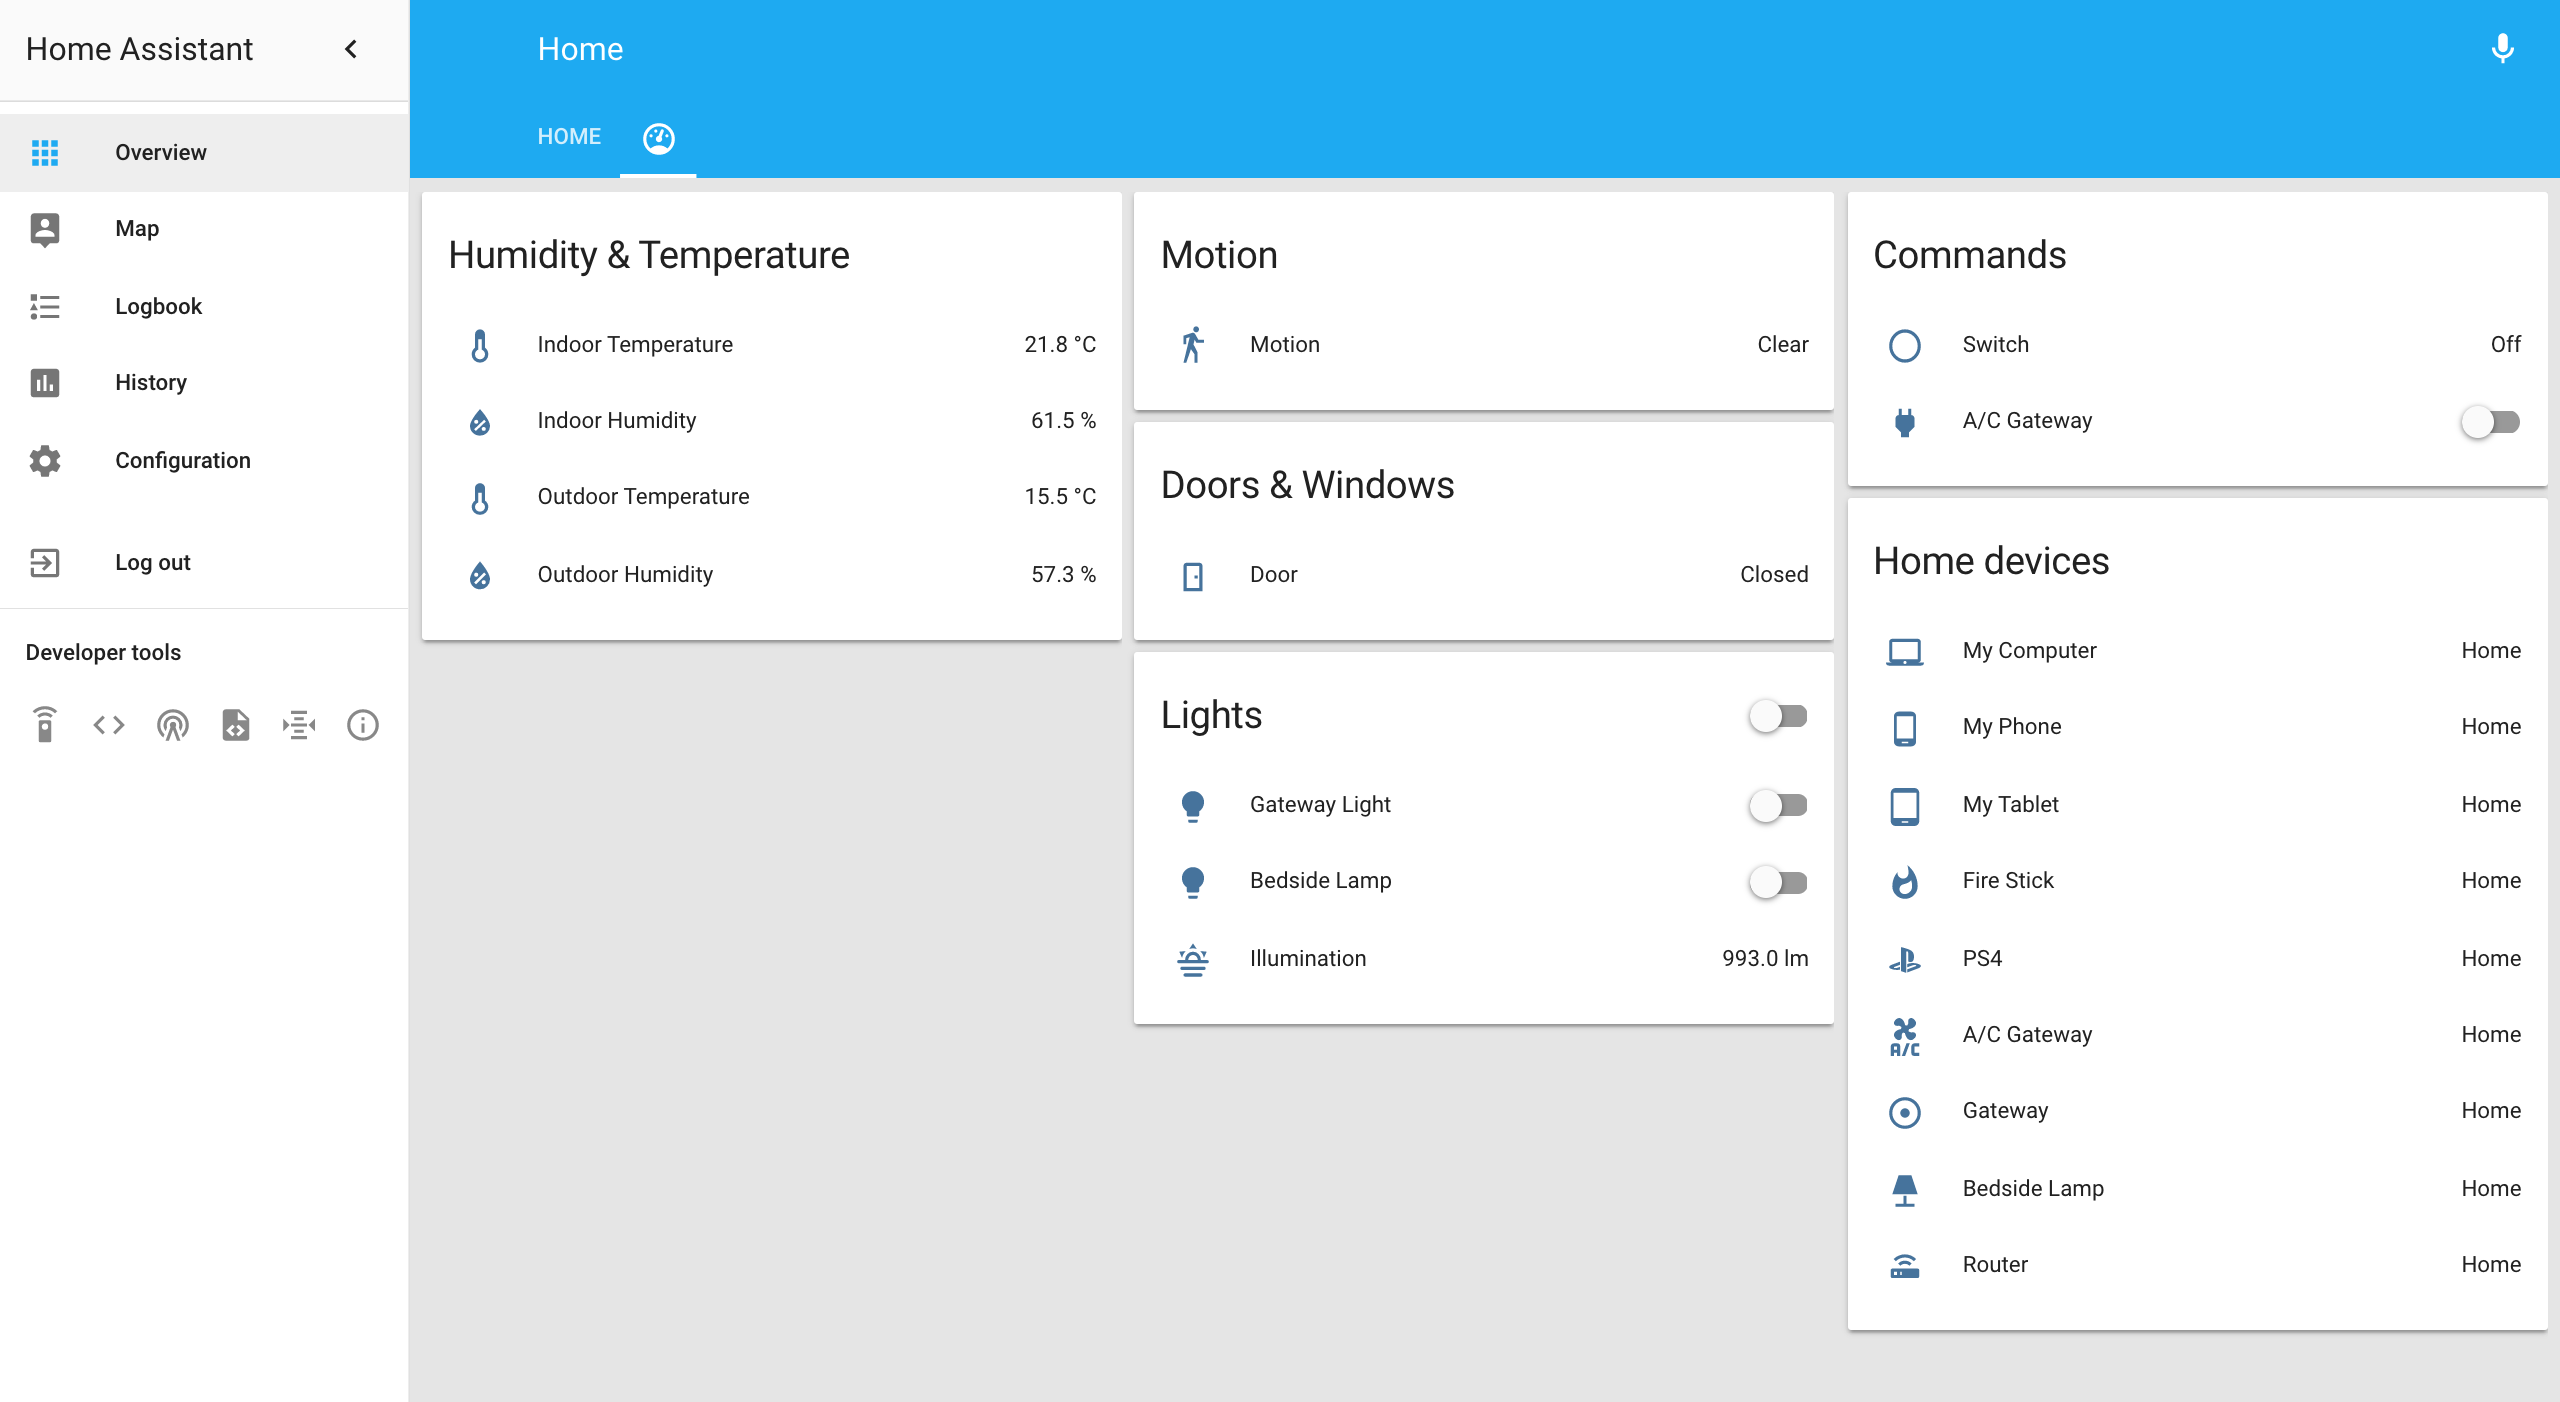 Home Assistant
Overview
Map
Logbook
History
Configuration
Log out
Developer tools
Home
HOME
Humidity & Temperature
Indoor Temperature 21.8 °C
Indoor Humidity 61.5 %
Outdoor Temperature 15.5 °C
Outdoor Humidity 57.3 %
Motion
Motion Clear
Doors & Windows
Door Closed
Lights
Gateway Light
Bedside Lamp
Illumination 993.0 lm
Commands
Switch Off
A/C Gateway
Home devices
My Computer Home
My Phone Home
My Tablet Home
Fire Stick Home
PS4 Home
A/C A/C Gateway Home
Gateway Home
Bedside Lamp Home
Router Home